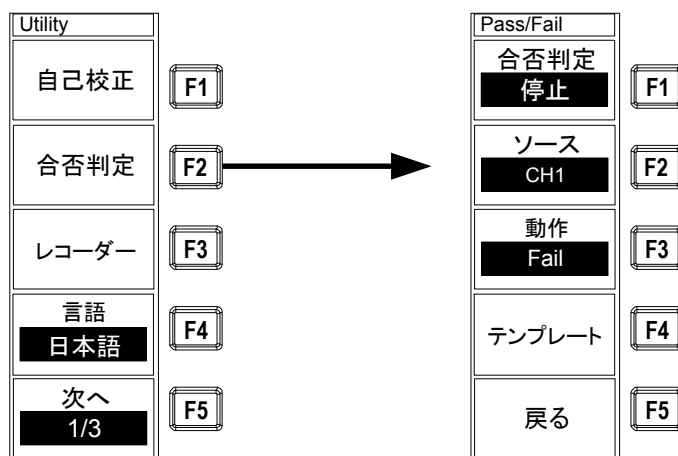 Utility
自己校正
F1
合否判定
F2
レコーダー
F3
言語
日本語
F4
次へ
1/3
F5
Pass/Fail
合否判定
停止
F1
ソース
CH1
F2
動作
Fail
F3
テンプレート
F4
戻る
F5